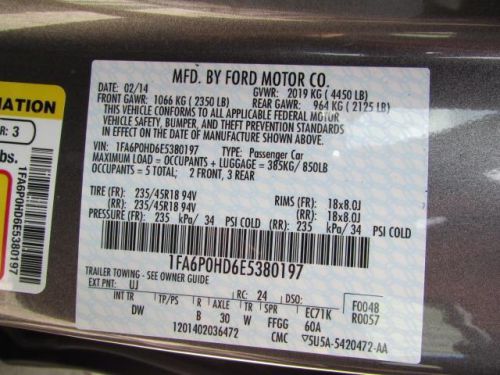 MFD. BY FORD MOTOR CO.
DATE: 02/14 GVWR: 2019 KG ( 4450 LB)
FRONT GAWR: 1066 KG ( 2350 LB) REAR GAWR: 964 KG ( 2125 LB)
THIS VEHICLE CONFORMS TO ALL APPLICABLE FEDERAL MOTOR
VEHICLE SAFETY, BUMPER, AND THEFT PREVENTION STANDARDS
IN EFFECT ON THE DATE OF MANUFACTURE SHOWN ABOVE.
VIN: 1FA6P0HD6E5380197 TYPE: Passenger Car
MAXIMUM LOAD = OCCUPANTS + LUGGAGE = 385KG/ 850LB
OCCUPANTS = 5 TOTAL; 2 FRONT, 3 REAR
TIRE (FR): 235/45R18 94V RIMS (FR): 18x8.0J
(RR): 235/45R18 94V (RR): 18x8.0J
PRESSURE (FR): 235 kPa/ 34 PSI COLD (RR): 235 kPa/ 34 PSI COLD
1FA6P0HD6E5380197
TRAILER TOWING - SEE OWNER GUIDE
EXT PNT: UJ RC: 24 DSO: F0048
INT TR TP/PS R AXLE TR SPR EC71K R0057
DW B 30 W FFGG 60A
1201402036472 CMC 5U5A-5420472-AA
MATION
R: 3
bs.
1FA6P0HD6E5380197